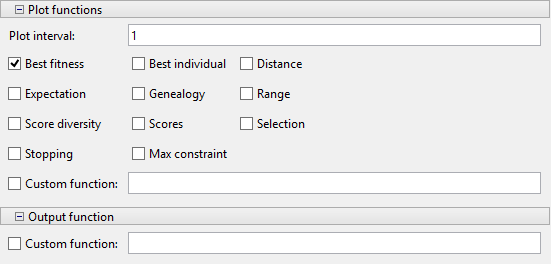 Plot functions
Plot interval: 1
Best fitness Best individual Distance
Expectation Genealogy Range
Score diversity Scores Selection
Stopping Max constraint
Custom function:
Output function
Custom function: